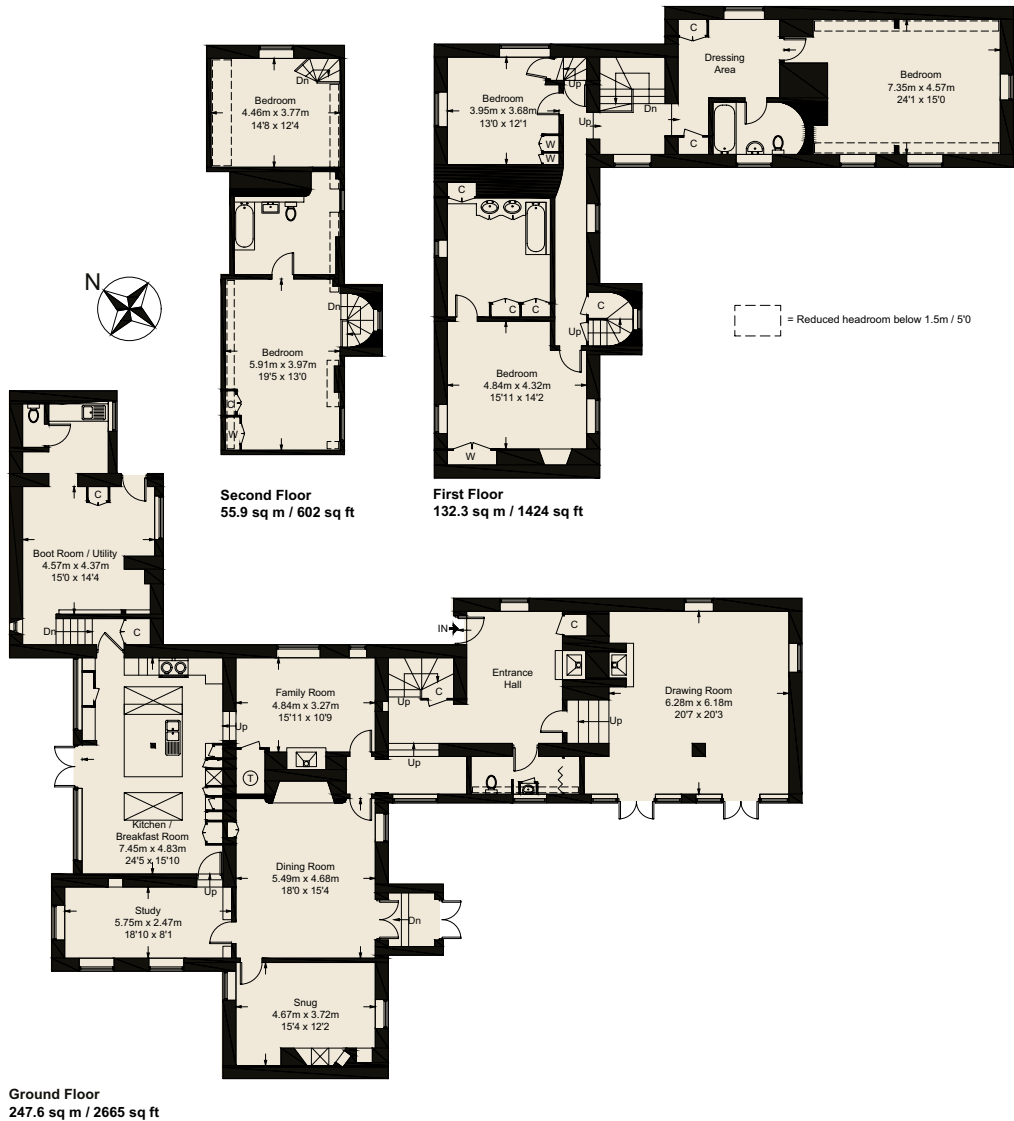 C
Dressing
Area
Bedroom
7.35m x 4.57m
24'1 x 15'0
C
Dn
Bedroom
4.46m x 3.77m
14'8 x 12'4
Up
Bedroom
3.95m x 3.68m
13'0 x 12'1
Up
Dn
W
W
C
C
N
Dn
Bedroom
5.91m x 3.97m
19'5 x 13'0
C
W
C
C
C
Up
Bedroom
4.84m x 4.32m
15'11 x 14'2
W
= Reduced headroom below 1.5m / 5'0
Second Floor
55.9 sq m / 602 sq ft
First Floor
132.3 sq m / 1424 sq ft
C
Boot Room / Utility
4.57m x 4.37m
15'0 x 14'4
Dn
C
IN
C
Entrance
Hall
Family Room
4.84m x 3.27m
15'11 x 10'9
C
Up
Drawing Room
6.28m x 6.18m
20'7 x 20'3
Up
Up
Up
T
Kitchen /
Breakfast Room
7.45m x 4.83m
24'5 x 15'10
Dining Room
5.49m x 4.68m
18'0 x 15'4
Up
Study
5.75m x 2.47m
18'10 x 8'1
Dn
Snug
4.67m x 3.72m
15'4 x 12'2
Ground Floor
247.6 sq m / 2665 sq ft